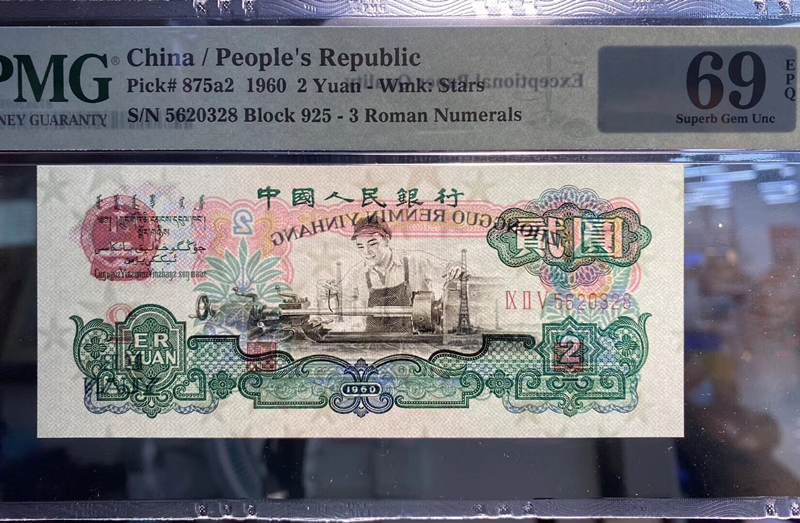 PMG
NEY GUARANTY
China / People's Republic
Pick# 875a2 1960 2 Yuan - Wmk: Stars
S/N 5620328 Block 925 - 3 Roman Numerals
Exceptional Paper Quality
69
EPQ
Superb Gem Unc
中國人民銀行
ZHONGGUO RENMIN YINHANG
2
貳圓
IX II V 5620328
ER
YUAN
2
1960